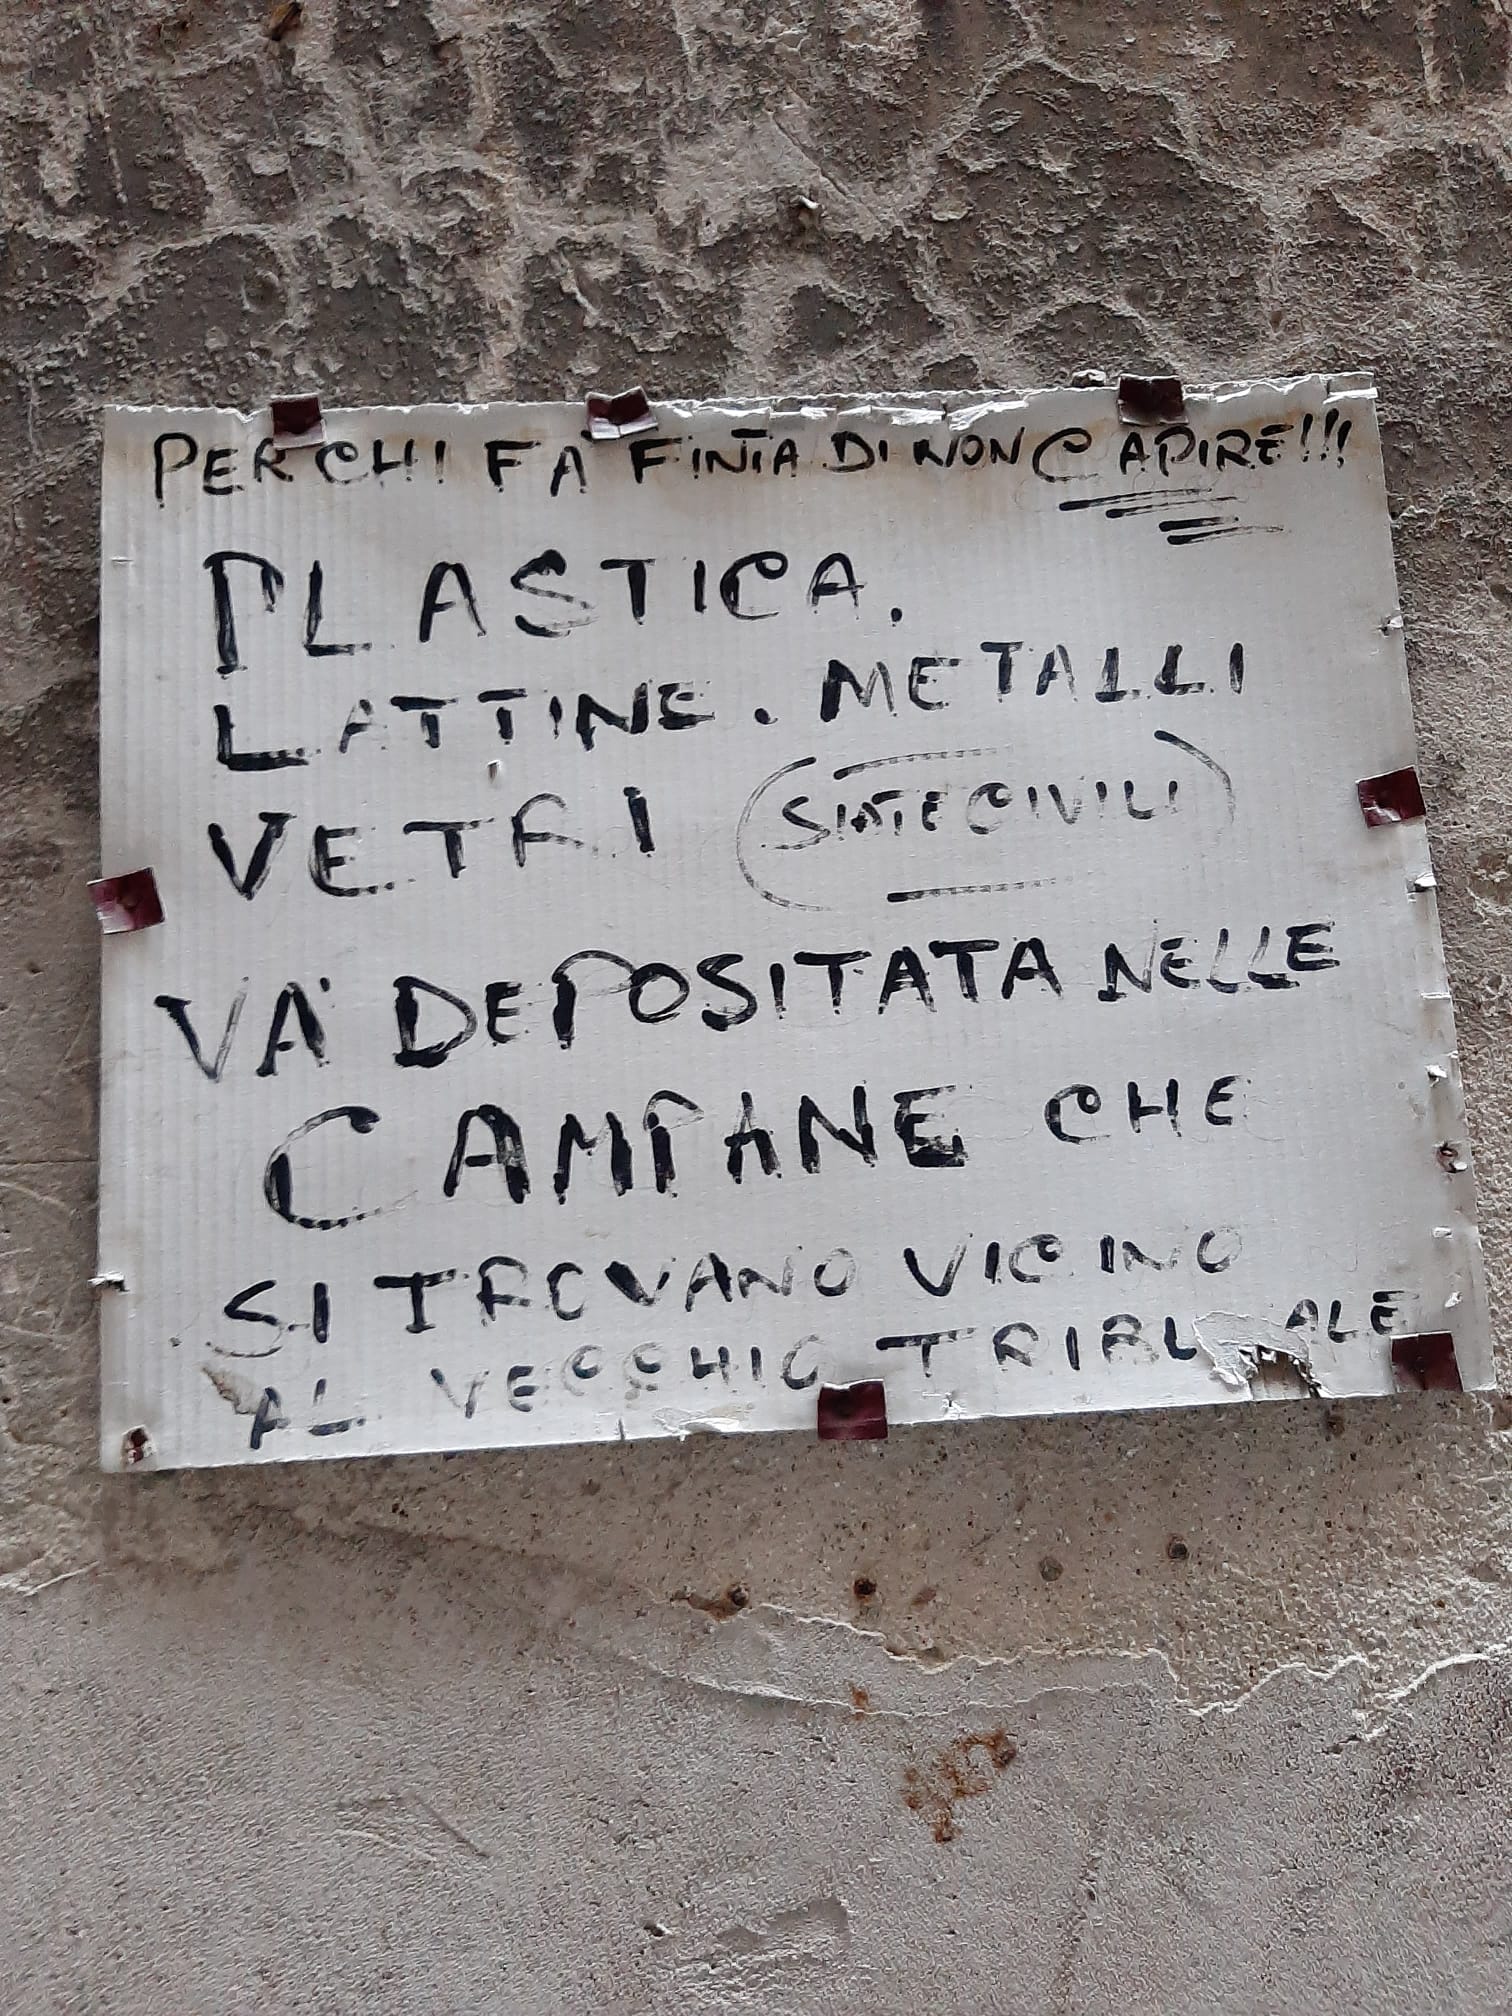 PER CHI FA' FINTA DI NON CAPIRE!!!
PLASTICA.
LATTINE. METALLI
VETRI (SIATE CIVILI)
VA' DEPOSITATA NELLE
CAMPANE CHE
SI TROVANO VICINO
AL VECCHIO